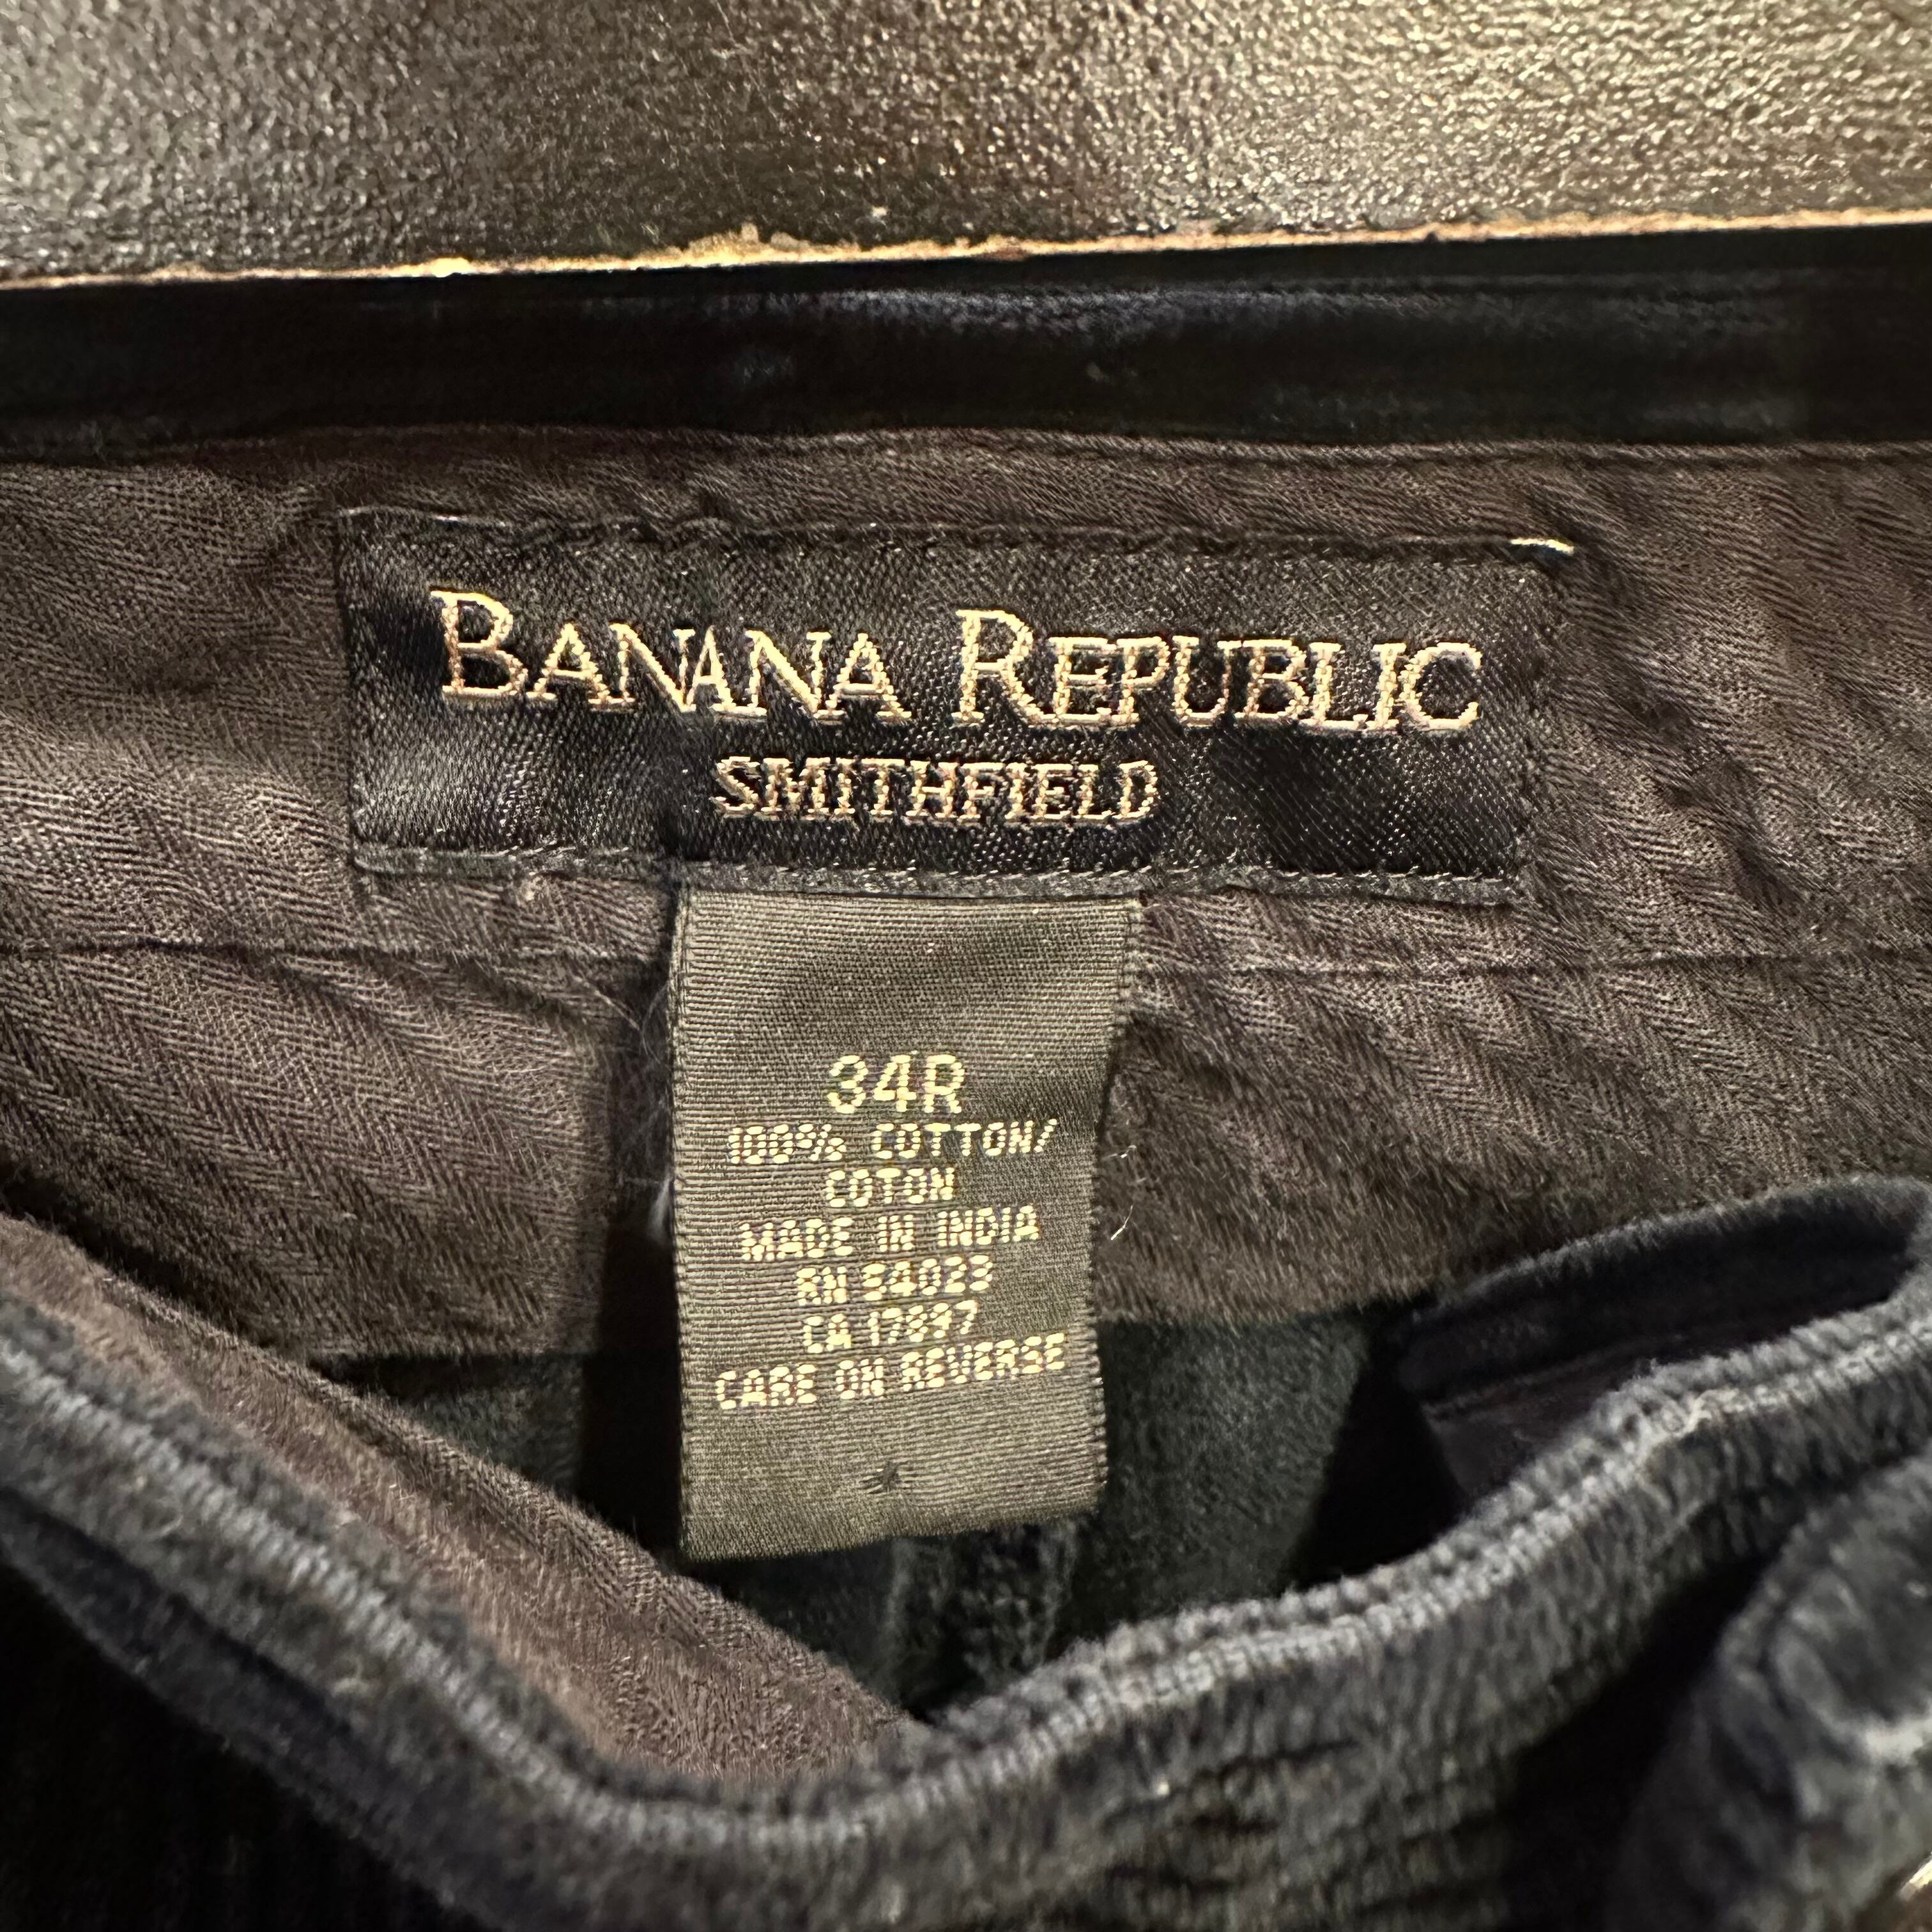 BANANA REPUBLIC
SMITHFIELD
34R
100% COTTON/
COTON
MADE IN INDIA
RN 54023
CA 17897
CARE ON REVERSE